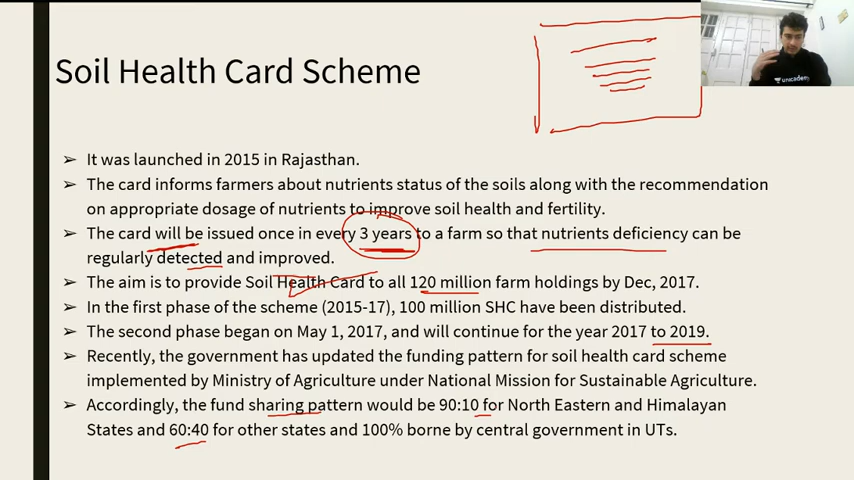 Soil Health Card Scheme
unacademy
➢ It was launched in 2015 in Rajasthan.
➢ The card informs farmers about nutrients status of the soils along with the recommendation
on appropriate dosage of nutrients to improve soil health and fertility.
➢ The card will be issued once in every 3 years to a farm so that nutrients deficiency can be
regularly detected and improved.
➢ The aim is to provide Soil Health Card to all 120 million farm holdings by Dec, 2017.
➢ In the first phase of the scheme (2015-17), 100 million SHC have been distributed.
➢ The second phase began on May 1, 2017, and will continue for the year 2017 to 2019.
➢ Recently, the government has updated the funding pattern for soil health card scheme
implemented by Ministry of Agriculture under National Mission for Sustainable Agriculture.
➢ Accordingly, the fund sharing pattern would be 90:10 for North Eastern and Himalayan
States and 60:40 for other states and 100% borne by central government in UTs.